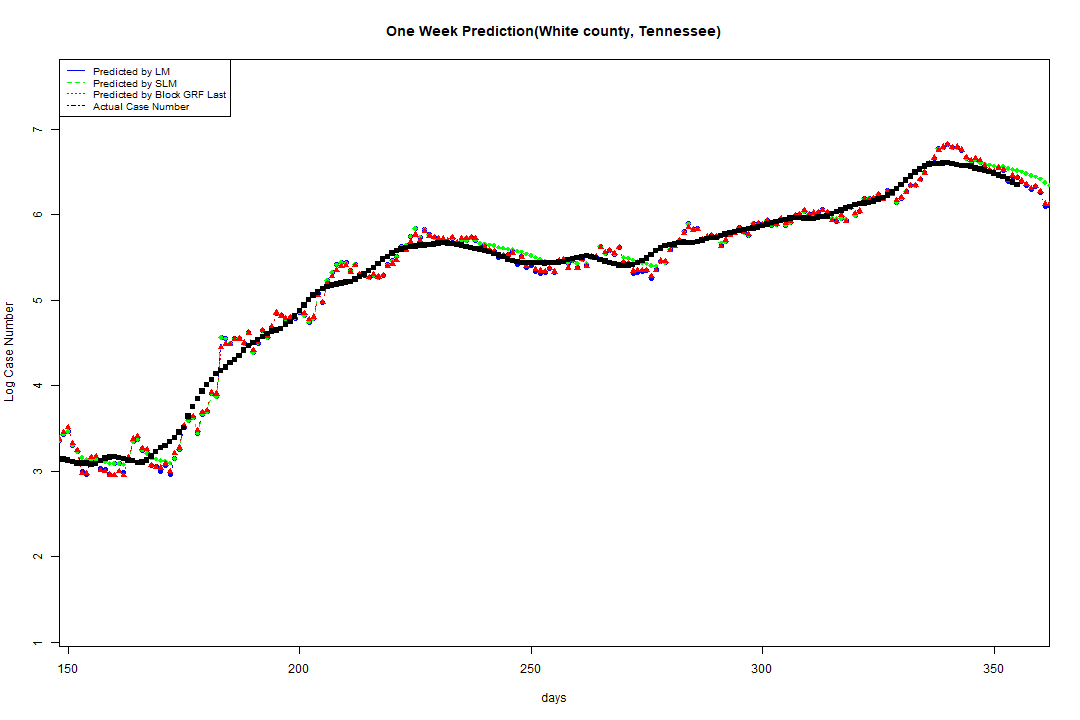 One Week Prediction(White county, Tennessee)
Predicted by LM
Predicted by SLM
Predicted by Block GRF Last
Actual Case Number
7
6
5
4
3
2
1
Log Case Number
150 200 250 300 350
days